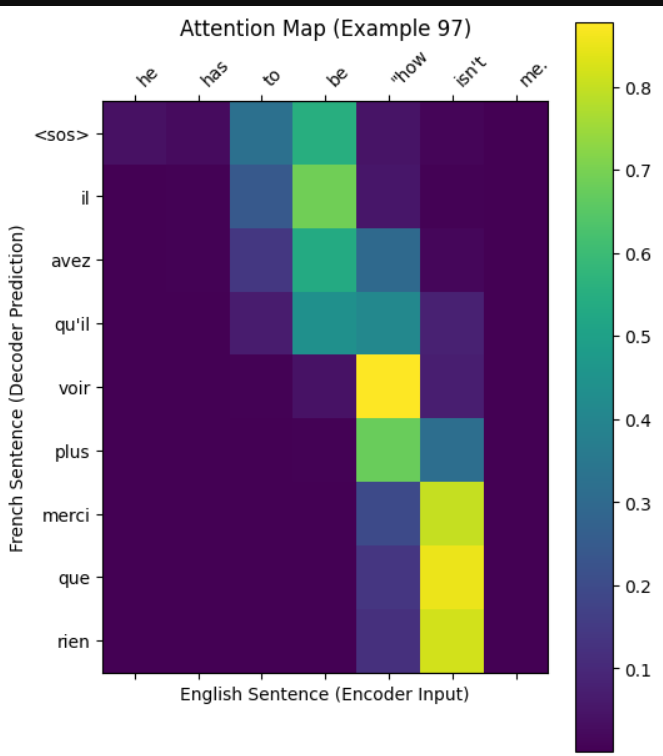 Attention Map (Example 97)
he has to be "how isn't me.
<sos>
il
avez
qu'il
voir
plus
merci
que
rien
French Sentence (Decoder Prediction)
English Sentence (Encoder Input)
0.8
0.7
0.6
0.5
0.4
0.3
0.2
0.1